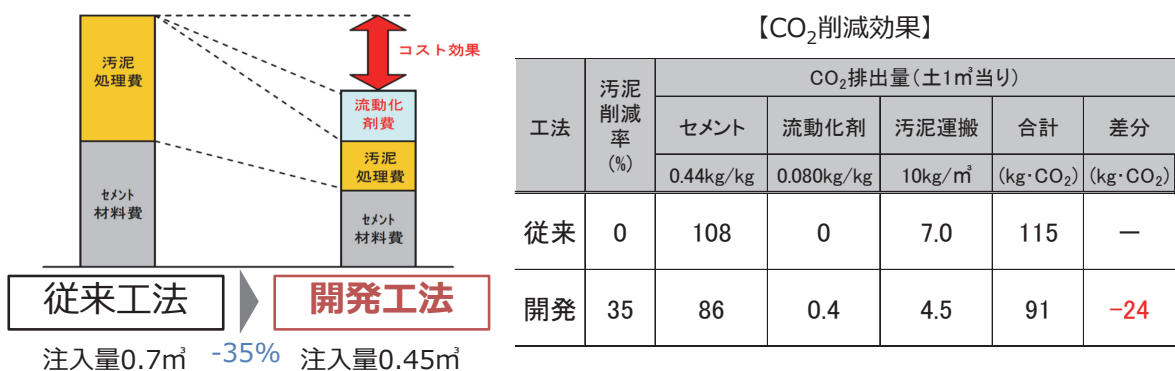 汚泥
処理費
セメント
材料費
コスト効果
流動化
剤費
汚泥
処理費
セメント
材料費
従来工法
開発工法
注入量0.7㎥
-35%
注入量0.45㎥
【CO₂削減効果】
工法
汚泥
削減
率
(%)
CO₂排出量(土1㎥当り)
セメント 流動化剤 汚泥運搬 合計 差分
0.44kg/kg 0.080kg/kg 10kg/㎥ (kg・CO₂) (kg・CO₂)
従来 0 108 0 7.0 115 ー
開発 35 86 0.4 4.5 91 -24